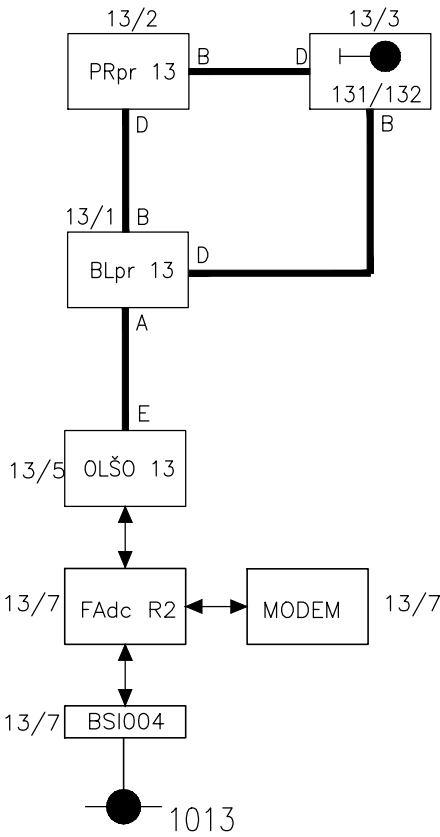 13/2
13/3
PRpr 13
B
D
131/132
D
B
13/1
B
BLpr 13
D
A
E
13/5
OLŠO 13
13/7
FAdc R2
MODEM
13/7
13/7
BSI004
1013